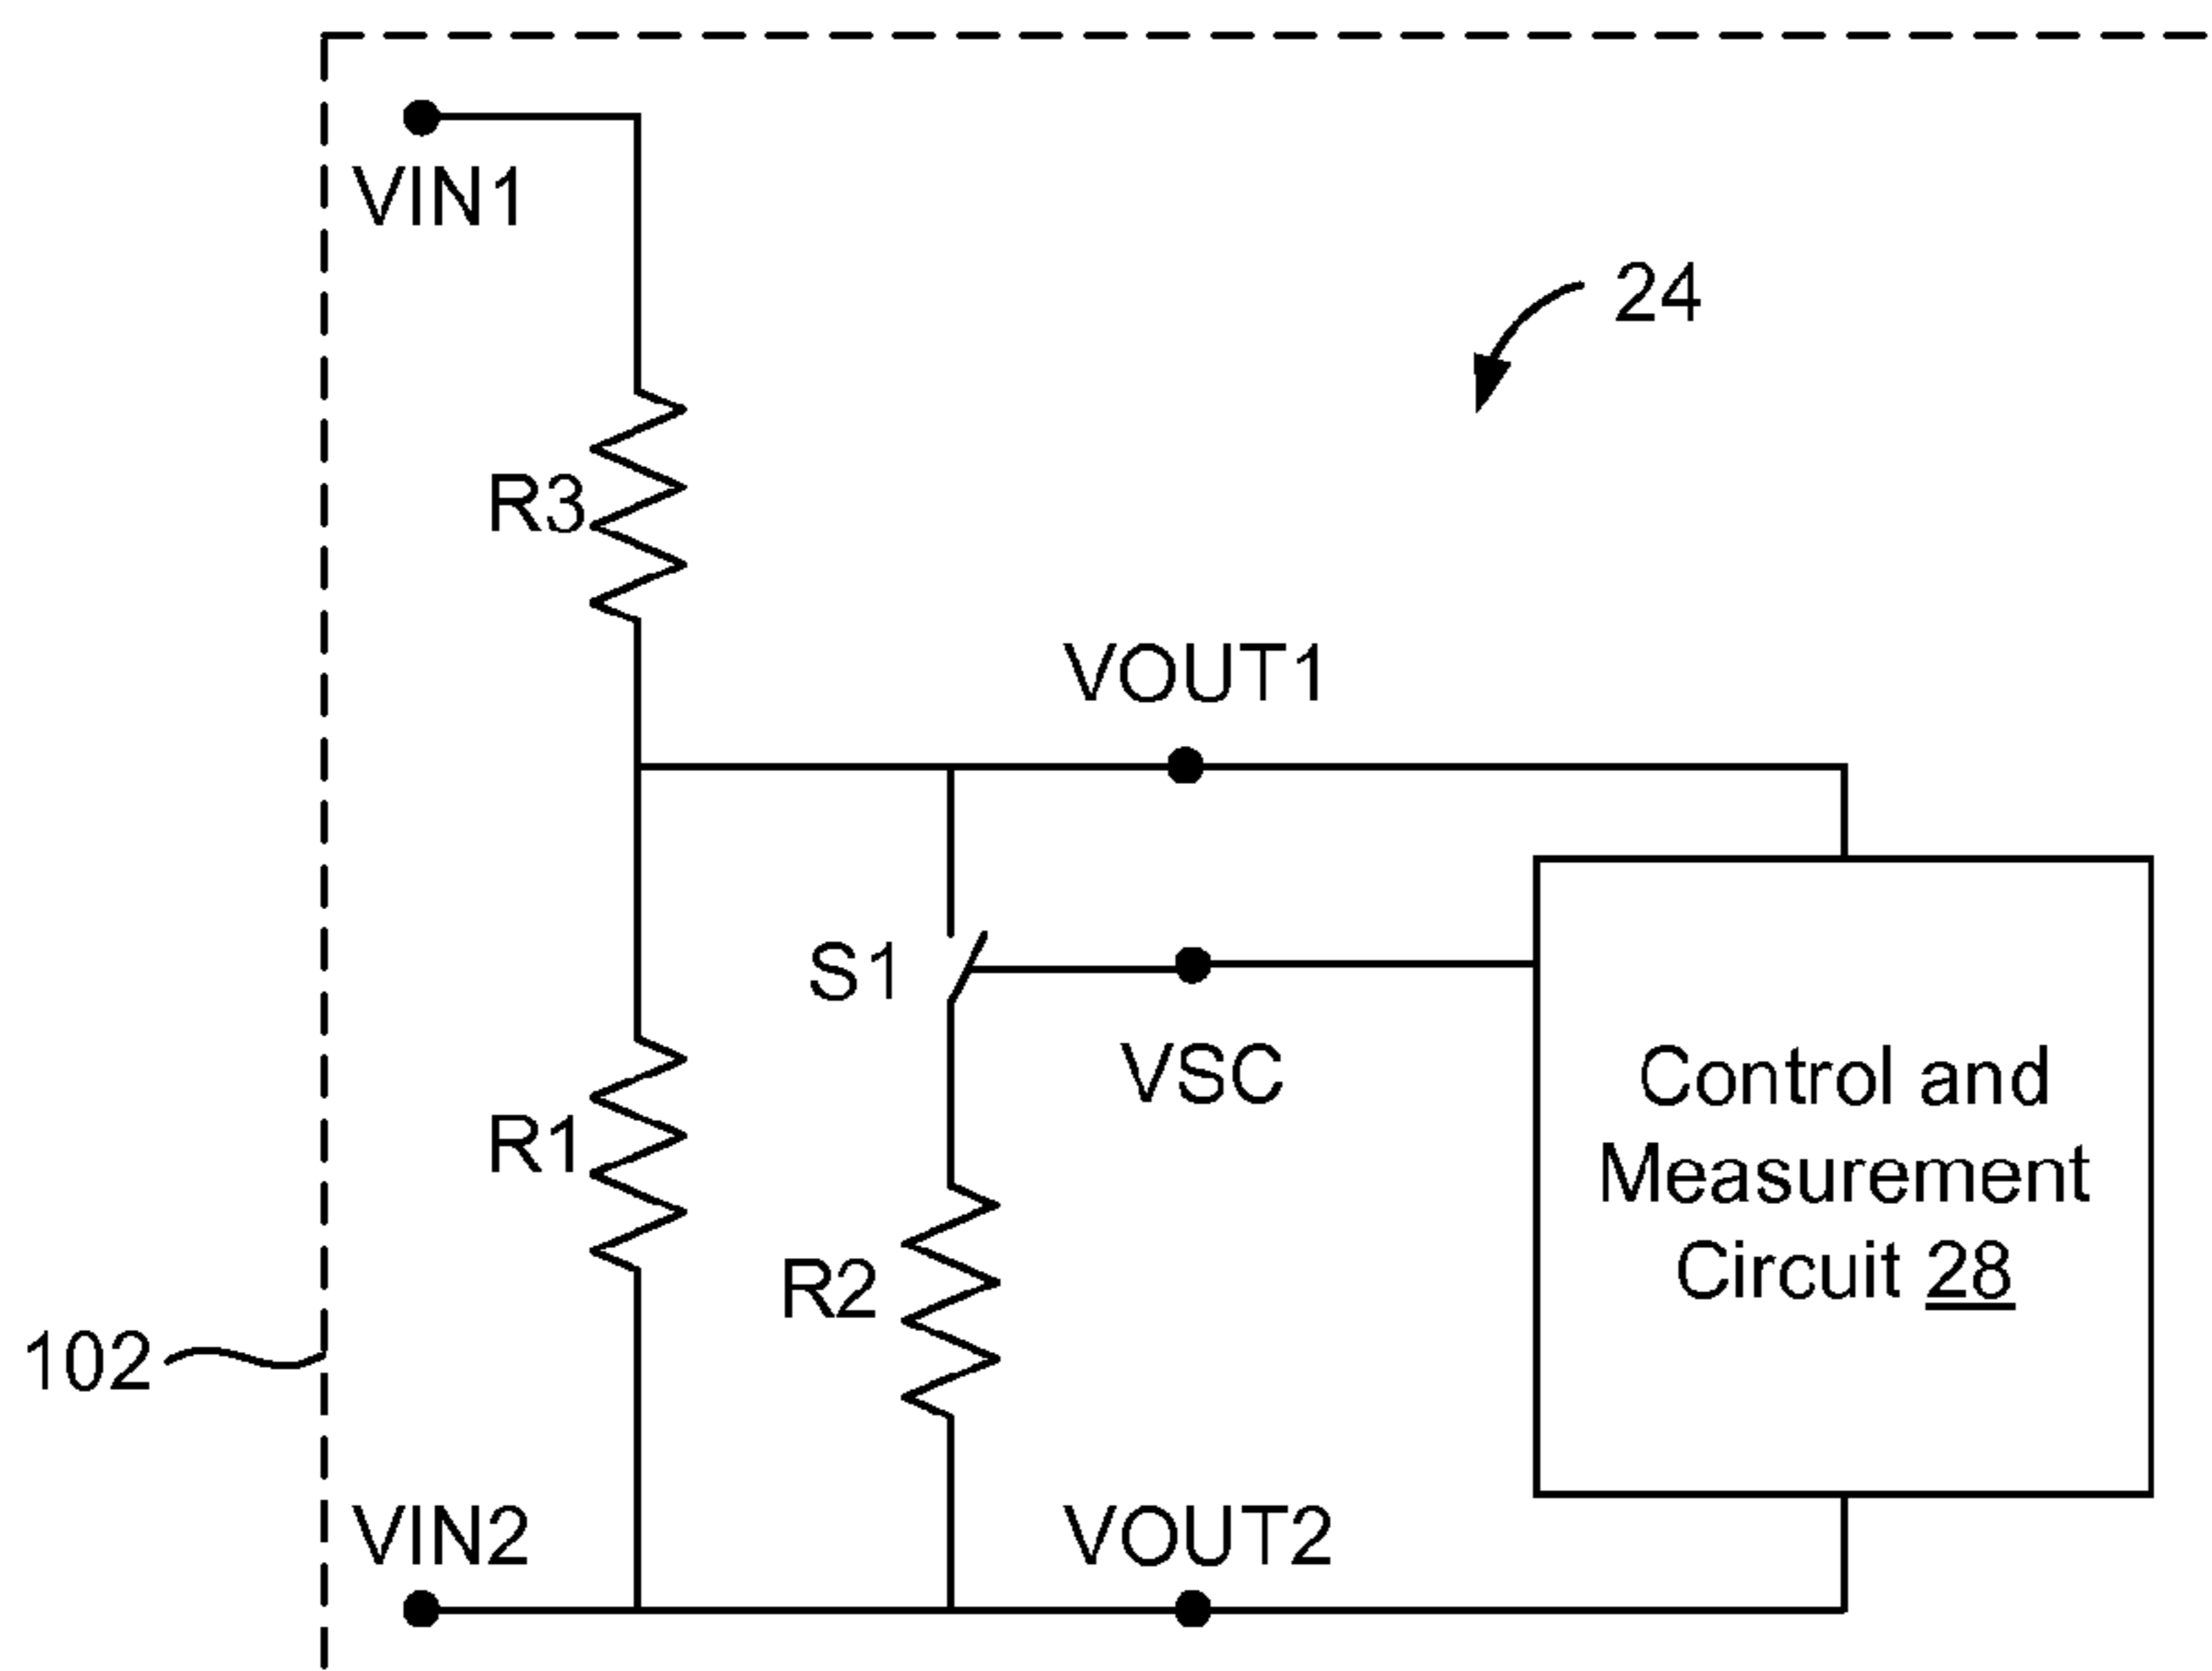 VIN1
24
R3
VOUT1
S1
VSC
Control and
Measurement
Circuit 28
R1
R2
102
VIN2
VOUT2